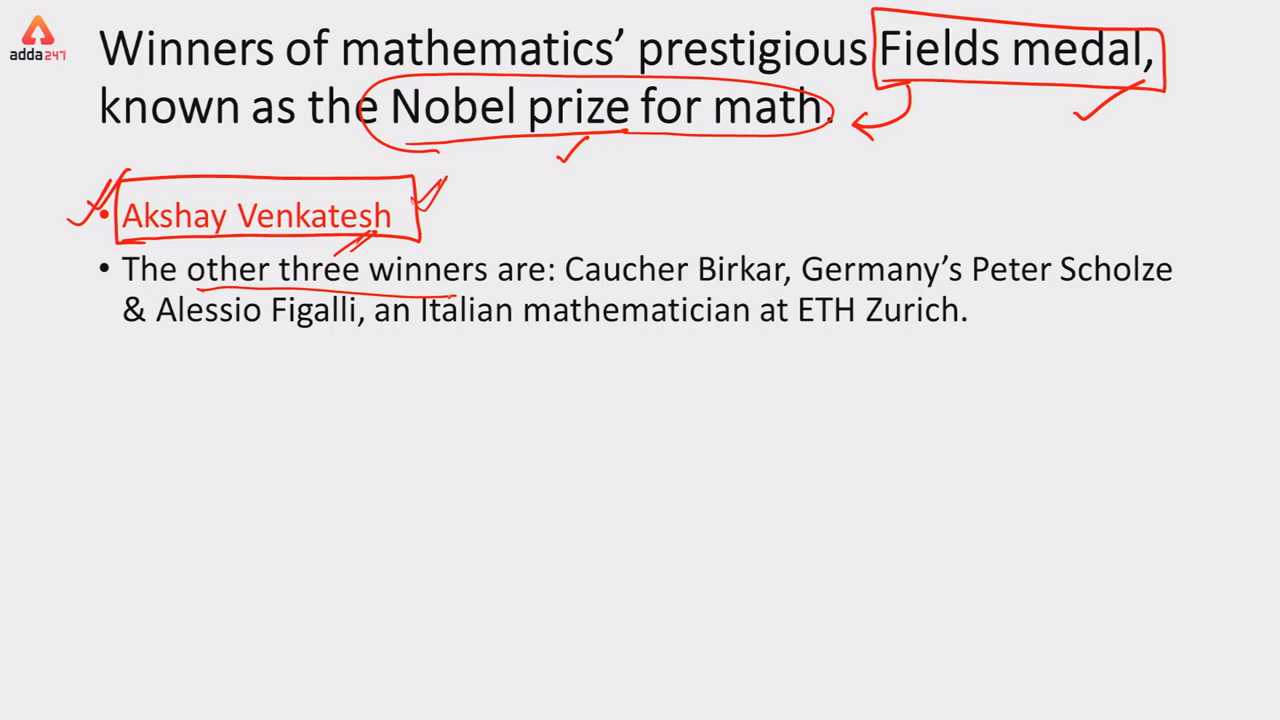 adda247
Winners of mathematics’ prestigious Fields medal,
known as the Nobel prize for math.
• Akshay Venkatesh
• The other three winners are: Caucher Birkar, Germany’s Peter Scholze
& Alessio Figalli, an Italian mathematician at ETH Zurich.